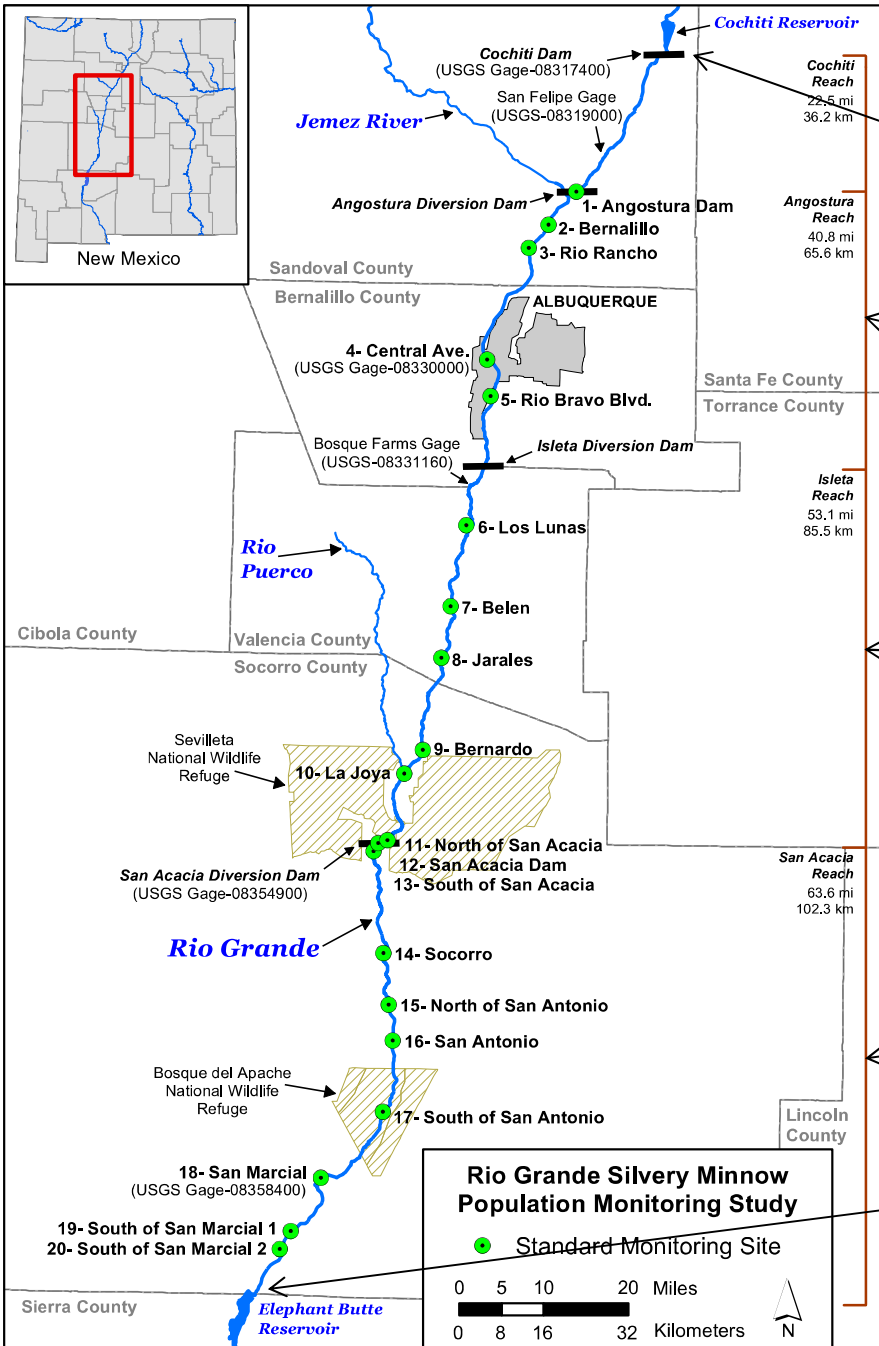 Cochiti Reservoir
Cochiti Dam
(USGS Gage-08317400)
Cochiti
Reach
22.5 mi
36.2 km
San Felipe Gage
(USGS-08319000)
Jemez River
New Mexico
Angostura Diversion Dam
1- Angostura Dam
Angostura
Reach
40.8 mi
65.6 km
2- Bernalillo
3- Rio Rancho
Sandoval County
Bernalillo County
ALBUQUERQUE
4- Central Ave.
(USGS Gage-08330000)
Santa Fe County
Torrance County
5- Rio Bravo Blvd.
Bosque Farms Gage
(USGS-08331160)
Isleta Diversion Dam
Isleta
Reach
53.1 mi
85.5 km
6- Los Lunas
Rio
Puerco
7- Belen
Cibola County
Valencia County
Socorro County
8- Jarales
Sevilleta
National Wildlife
Refuge
9- Bernardo
10- La Joya
11- North of San Acacia
12- San Acacia Dam
13- South of San Acacia
San Acacia Diversion Dam
(USGS Gage-08354900)
San Acacia
Reach
63.6 mi
102.3 km
Rio Grande
14- Socorro
15- North of San Antonio
16- San Antonio
Bosque del Apache
National Wildlife
Refuge
17- South of San Antonio
Lincoln
County
18- San Marcial
(USGS Gage-08358400)
19- South of San Marcial 1
20- South of San Marcial 2
Sierra County
Elephant Butte
Reservoir
Rio Grande Silvery Minnow
Population Monitoring Study
Standard Monitoring Site
0 5 10 20 Miles
0 8 16 32 Kilometers
N